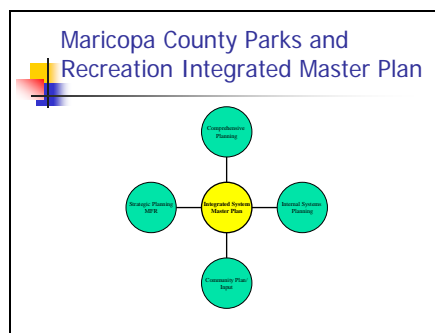 Maricopa County Parks and
Recreation Integrated Master Plan
Comprehensive
Planning
Strategic Planning
MFR
Integrated System
Master Plan
Internal Systems
Planning
Community Plan/
Input